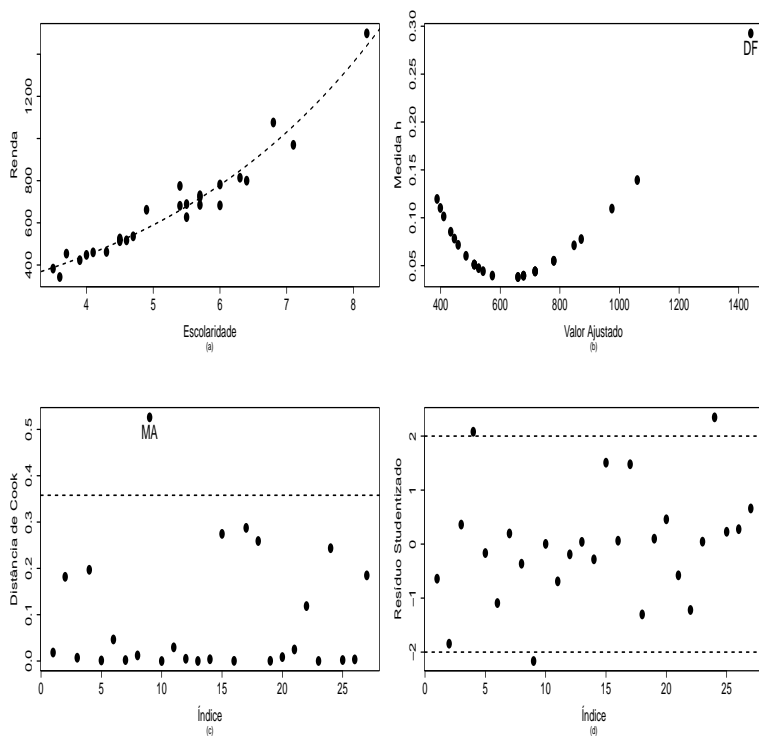 Renda
400 800 1200
4 5 6 7 8
Escolaridade
(a)
Medida h
0.05 0.10 0.15 0.20 0.25 0.30
DF
400 600 800 1000 1200 1400
Valor Ajustado
(b)
Distância de Cook
0.0 0.1 0.2 0.3 0.4 0.5
MA
0 5 10 15 20 25
Índice
(c)
Resíduo Studentizado
−2 −1 0 1 2
0 5 10 15 20 25
Índice
(d)